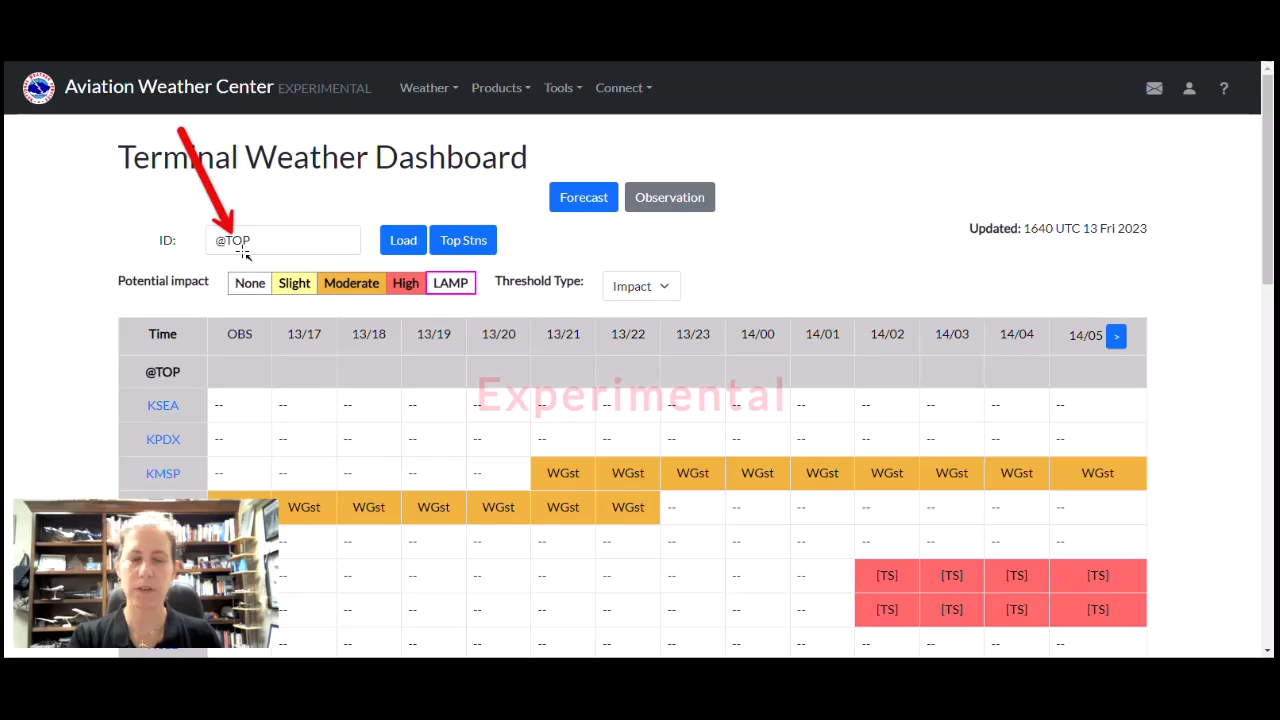 Aviation Weather Center EXPERIMENTAL Weather Products Tools Connect ?
Terminal Weather Dashboard
Forecast Observation
Updated: 1640 UTC 13 Fri 2023
ID: @TOP Load Top Stns
Potential impact None Slight Moderate High LAMP Threshold Type: Impact
Time OBS 13/17 13/18 13/19 13/20 13/21 13/22 13/23 14/00 14/01 14/02 14/03 14/04 14/05 >
@TOP
Experimental
KSEA -- -- -- -- -- -- -- -- -- -- -- -- --
KPDX -- -- -- -- -- -- -- -- -- -- -- -- -- --
KMSP -- -- -- -- -- WGst WGst WGst WGst WGst WGst WGst WGst WGst
WGst WGst WGst WGst WGst WGst -- -- -- -- -- -- --
-- -- -- -- -- -- -- -- -- -- -- -- --
-- -- -- -- -- -- -- -- -- [TS] [TS] [TS] [TS]
-- -- -- -- -- -- -- -- -- [TS] [TS] [TS] [TS]
-- -- -- -- -- -- -- -- -- -- -- -- --